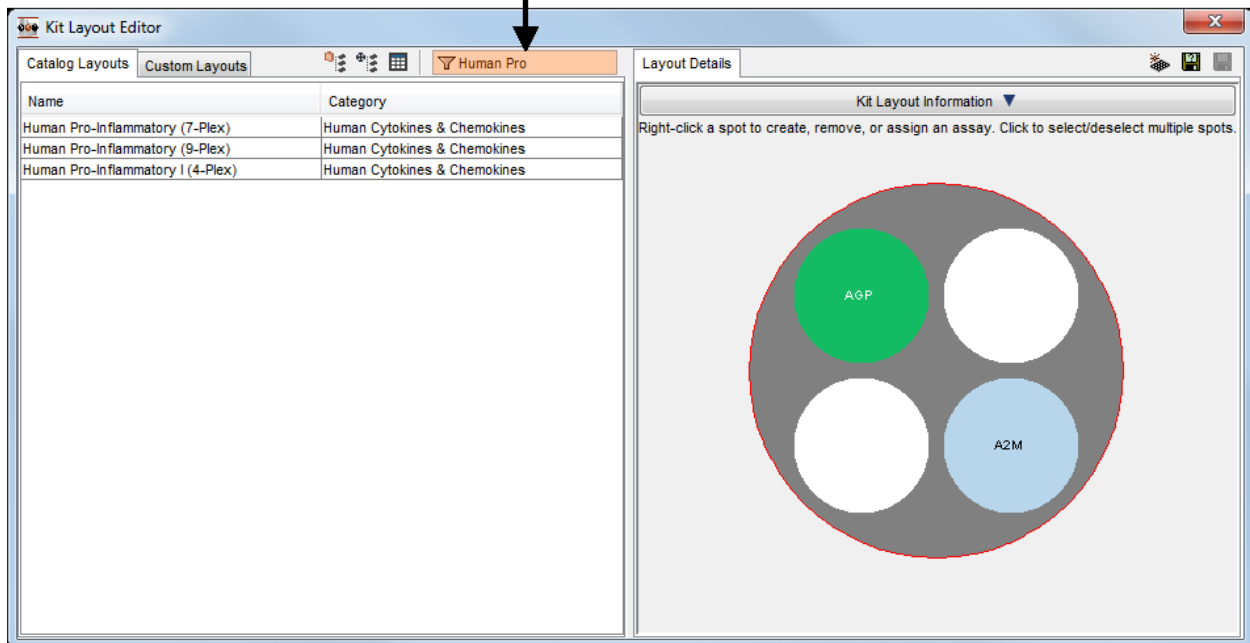 Kit Layout Editor
Catalog Layouts Custom Layouts Human Pro
Name Category
Human Pro-Inflammatory (7-Plex) Human Cytokines & Chemokines
Human Pro-Inflammatory (9-Plex) Human Cytokines & Chemokines
Human Pro-Inflammatory I (4-Plex) Human Cytokines & Chemokines
Layout Details
Kit Layout Information
Right-click a spot to create, remove, or assign an assay. Click to select/deselect multiple spots.
AGP
A2M